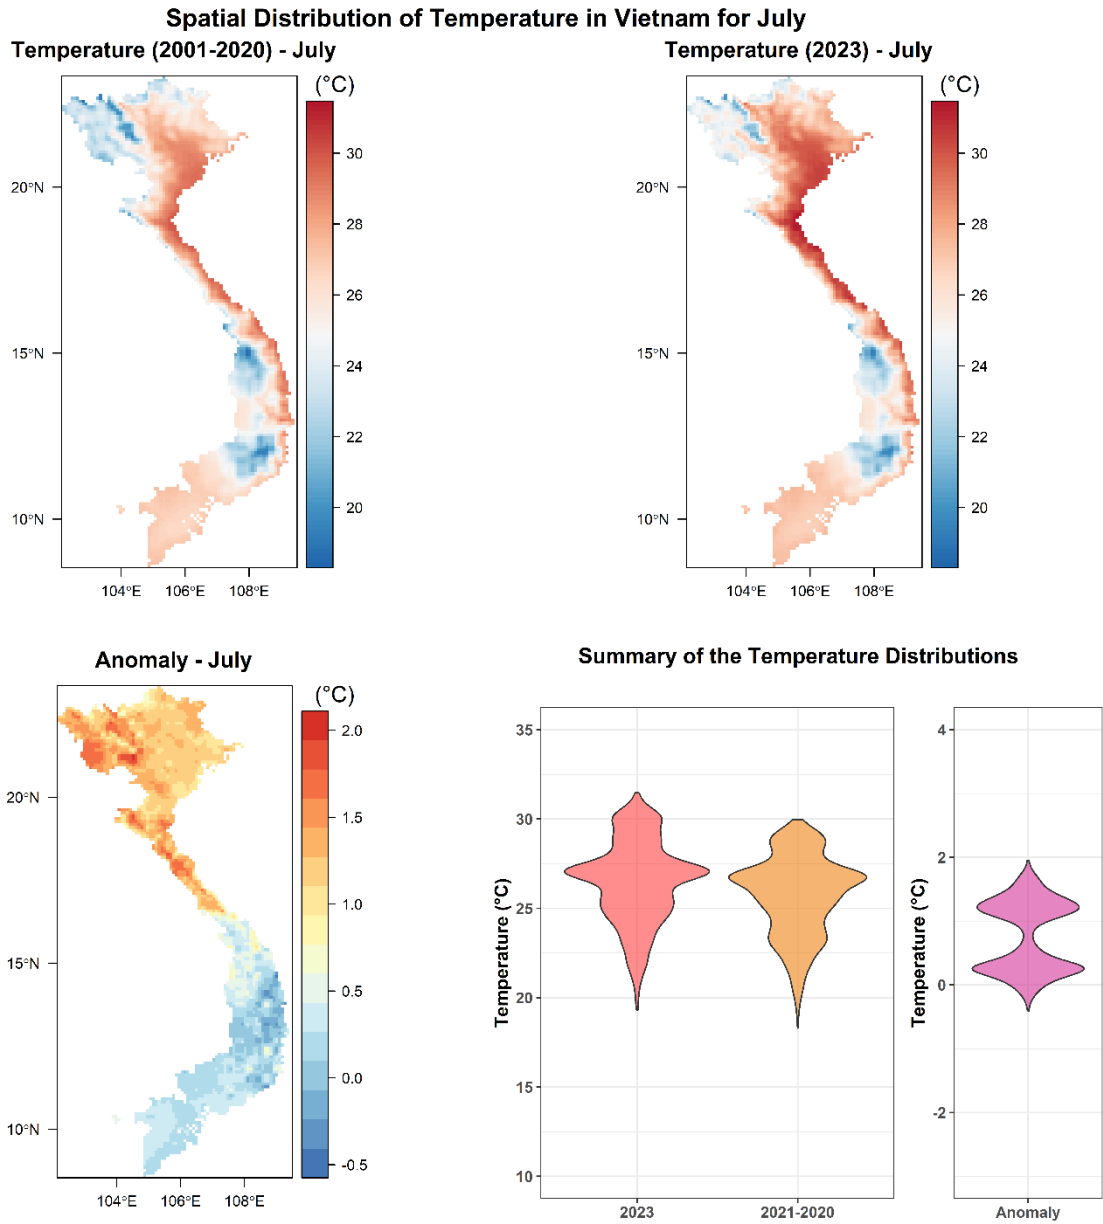 Spatial Distribution of Temperature in Vietnam for July
Temperature (2001-2020) - July
(°C)
30
28
26
24
22
20
20°N
15°N
10°N
104°E 106°E 108°E
Temperature (2023) - July
(°C)
30
28
26
24
22
20
20°N
15°N
10°N
104°E 106°E 108°E
Anomaly - July
(°C)
2.0
1.5
1.0
0.5
0.0
-0.5
20°N
15°N
10°N
104°E 106°E 108°E
Summary of the Temperature Distributions
Temperature (°C)
35
30
25
20
15
10
2023 2021-2020
Temperature (°C)
4
2
0
-2
Anomaly